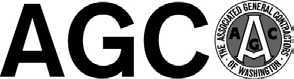 AGC
THE ASSOCIATED GENERAL CONTRACTORS
AGC
OF WASHINGTON